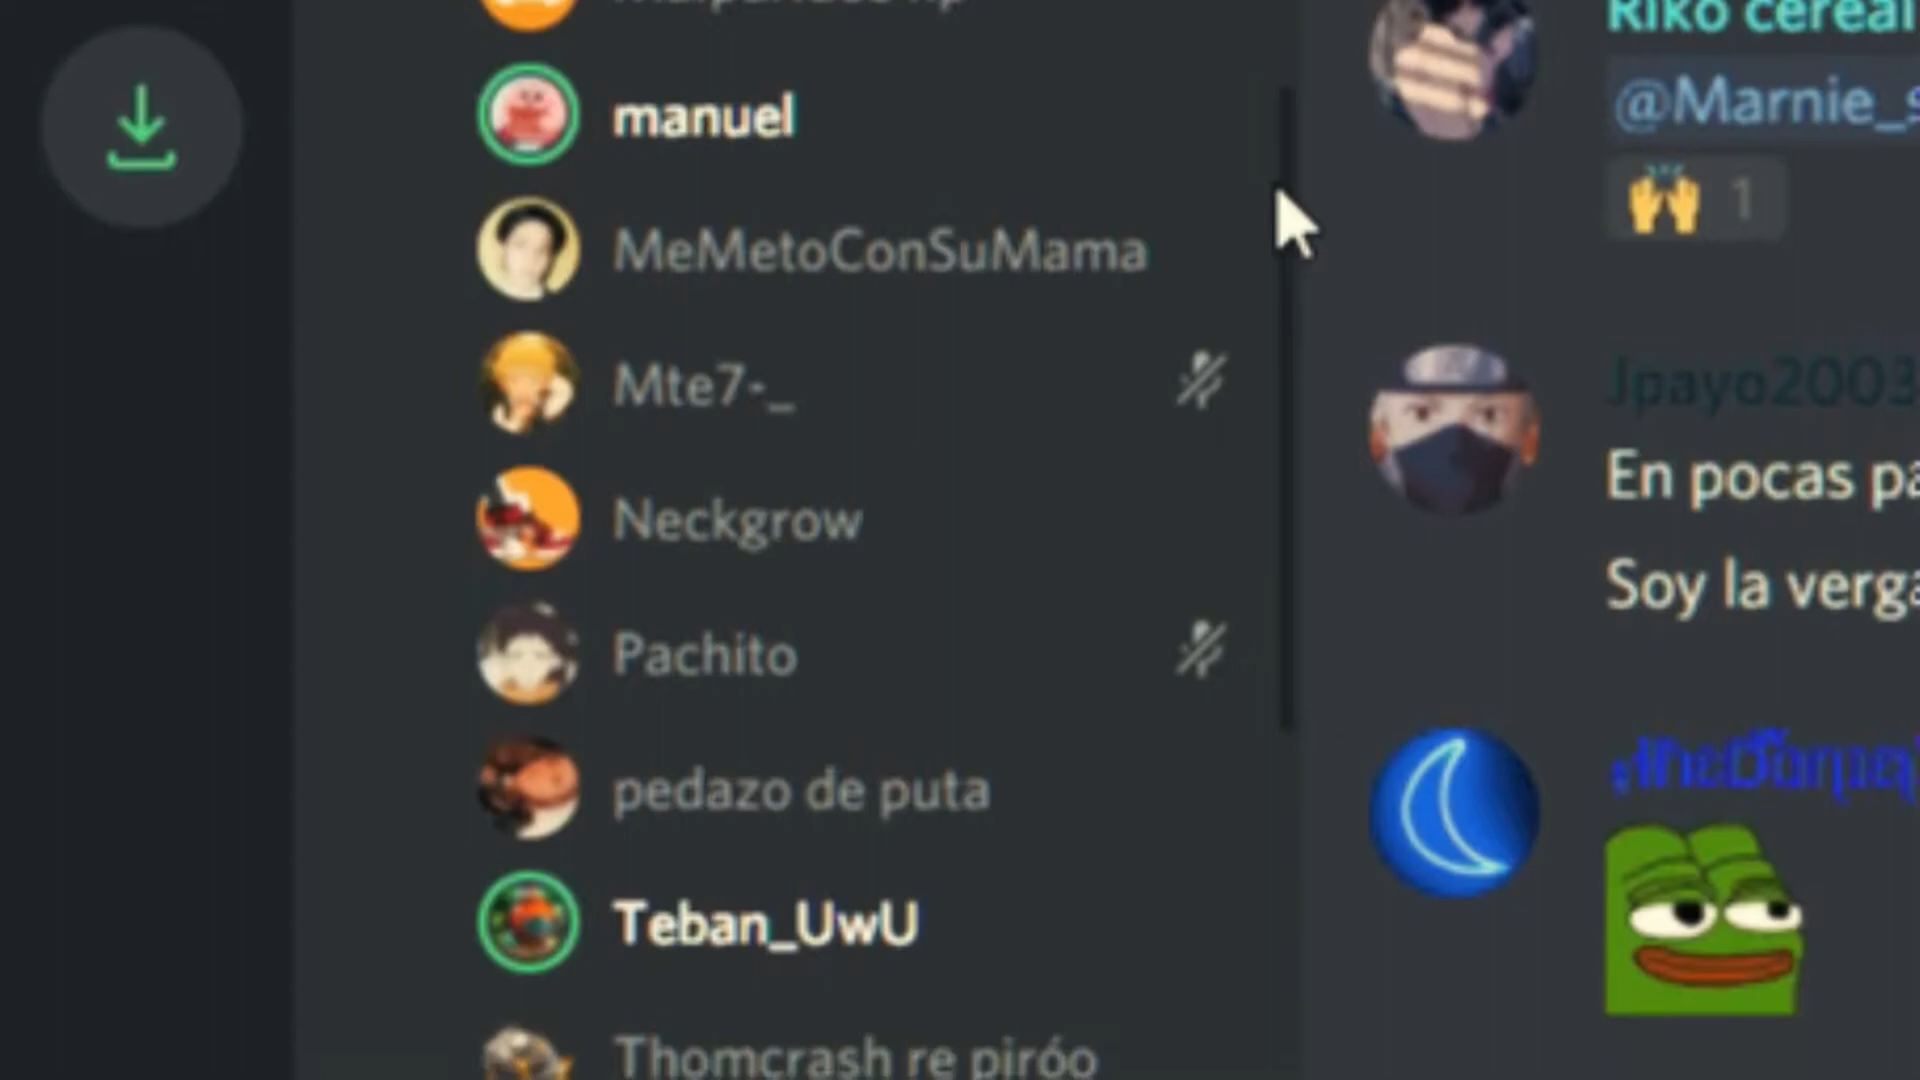 manuel
MeMetoConSuMama
Mte7-_
Neckgrow
Pachito
pedazo de puta
Teban_UwU
Thomcrash re piróo
Riko cereal
@Marnie_s
1
Jpayo2003
En pocas pa
Soy la verga